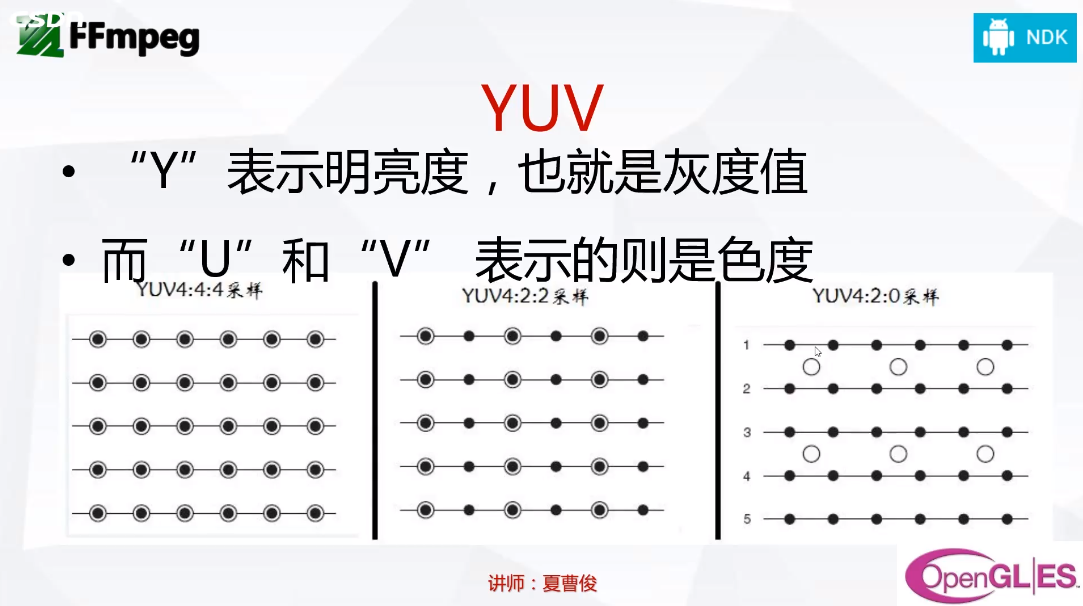 CSDN
FFmpeg
NDK
YUV
• “Y”表示明亮度，也就是灰度值
• 而“U”和“V” 表示的则是色度
YUV4:4:4采样
YUV4:2:2采样
YUV4:2:0采样
1
2
3
4
5
讲师：夏曹俊
OpenGL|ES™